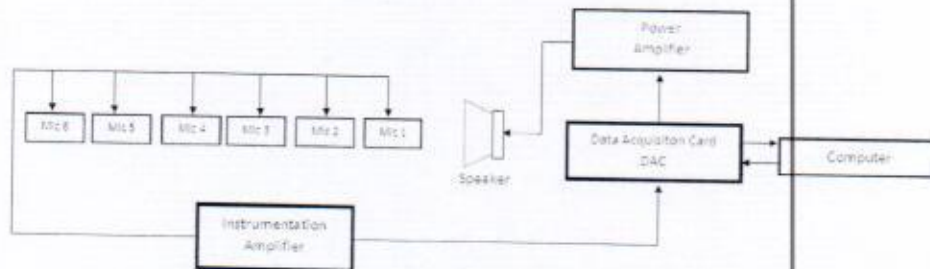 Power
Amplifier
Mic 6
Mic 5
Mic 4
Mic 3
Mic 2
Mic 1
Data Acquisiton Card
DAC
Computer
Speaker
Instrumentation
Amplifier